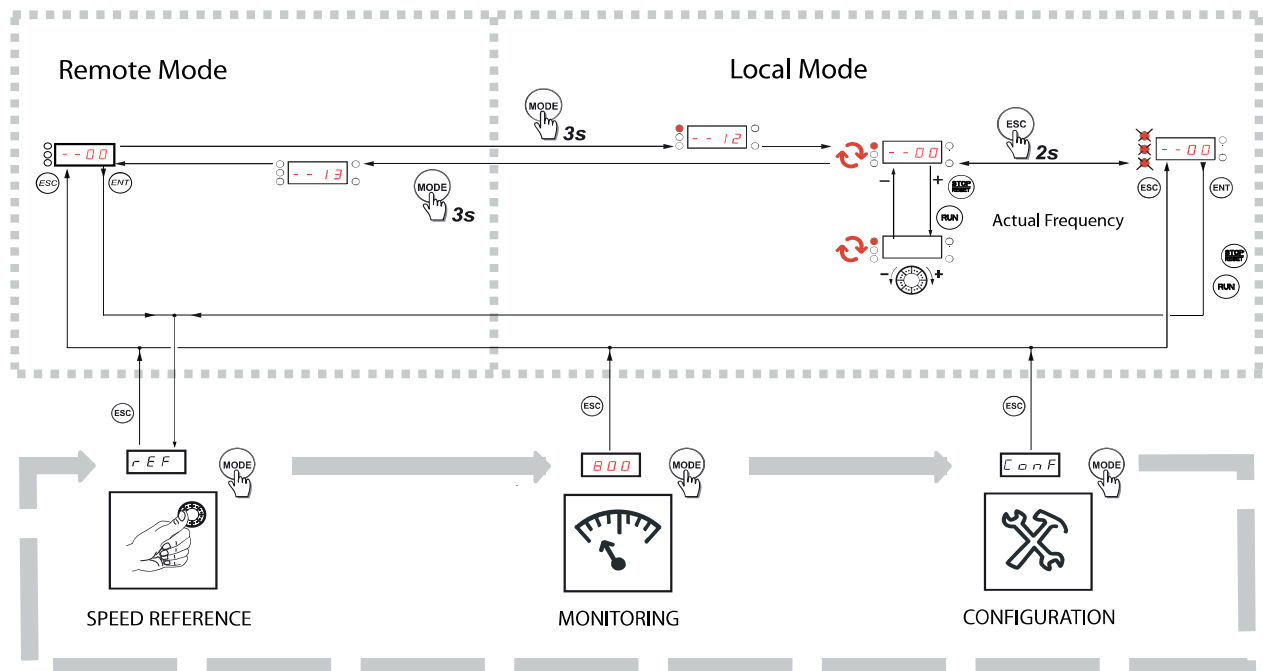 Remote Mode
Local Mode
MODE
3s
ESC
2s
--00
--12
--00
--00
--13
MODE
3s
ESC
ENT
- +
STOP RESET
ESC
ENT
RUN
Actual Frequency
- +
STOP RESET
RUN
ESC
ESC
ESC
rEF
MODE
800
MODE
ConF
MODE
SPEED REFERENCE
MONITORING
CONFIGURATION